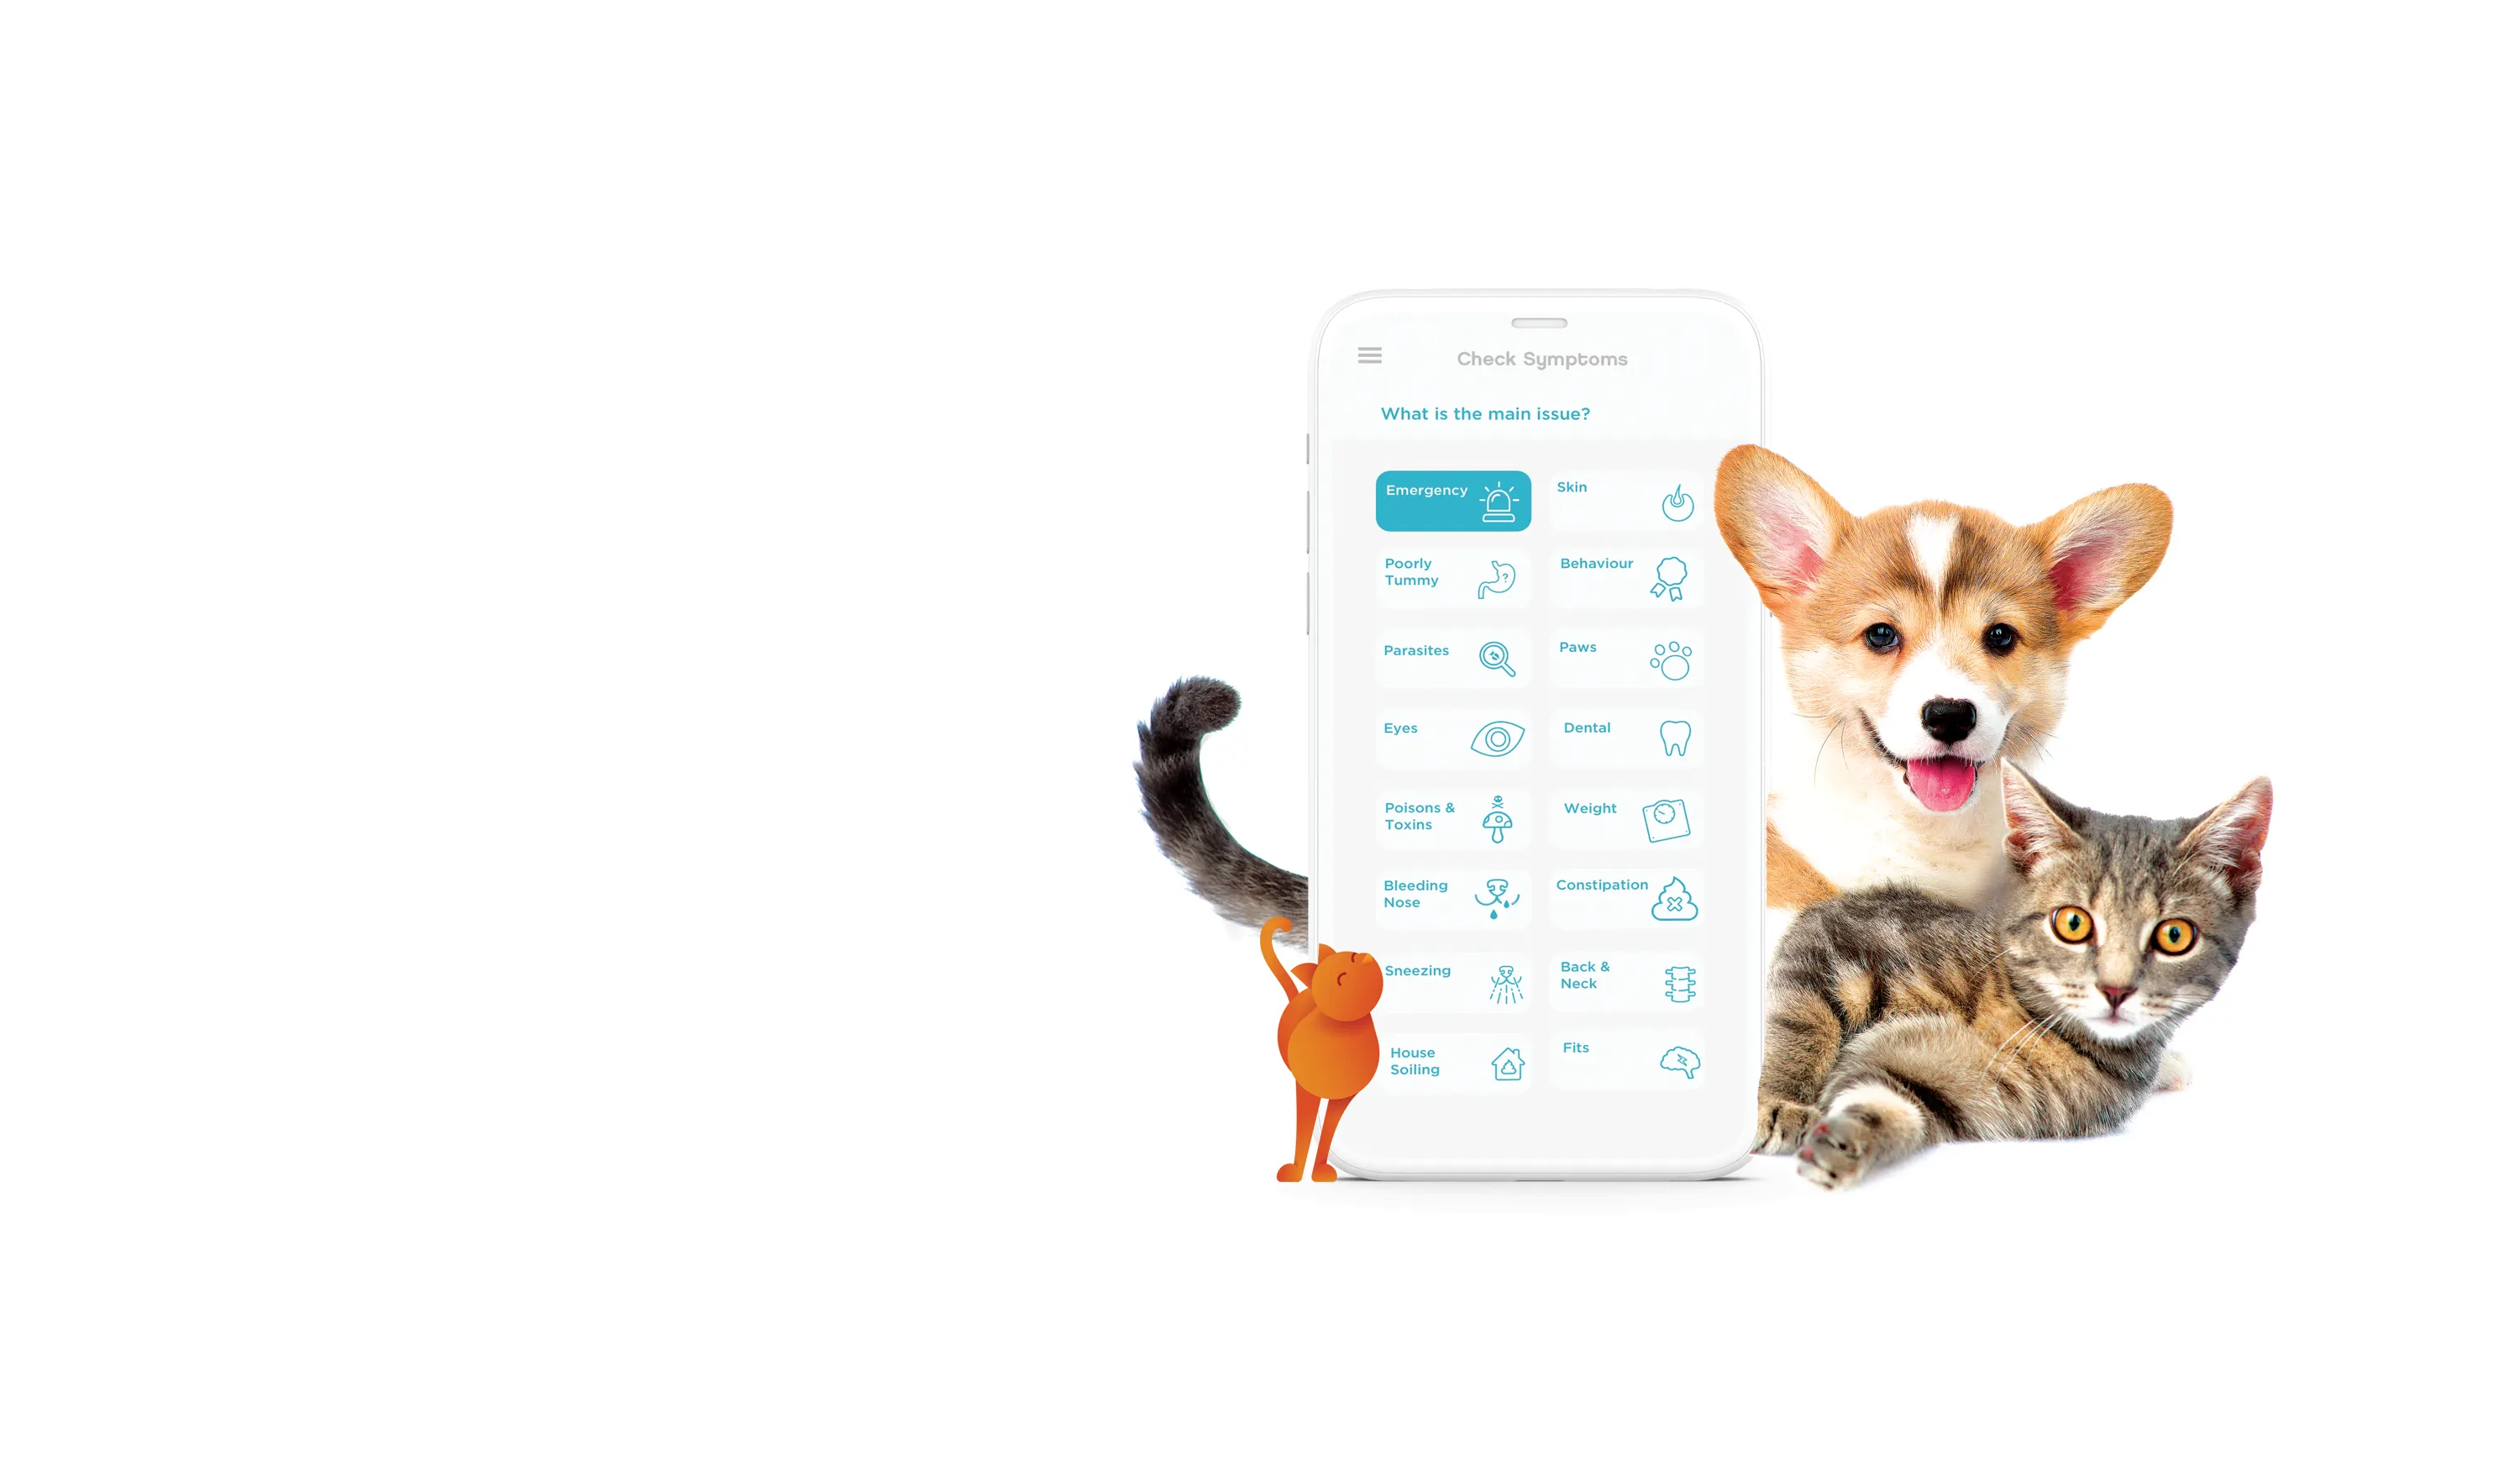 Check Symptoms
What is the main issue?
Emergency
Skin
Poorly
Tummy
Behaviour
Parasites
Paws
Eyes
Dental
Poisons &
Toxins
Weight
Bleeding
Nose
Constipation
Sneezing
Back &
Neck
House
Soiling
Fits
?